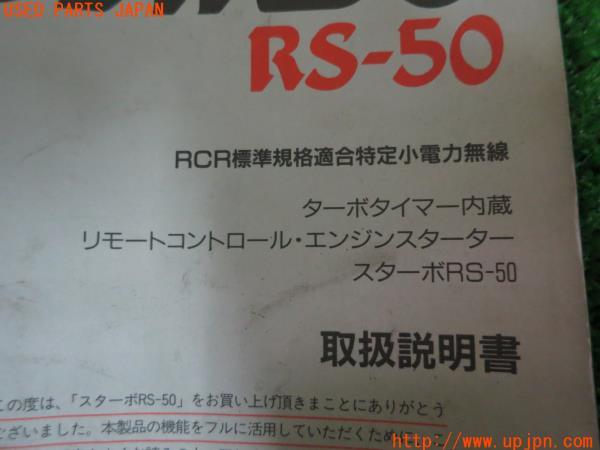 USED PARTS JAPAN
RS-50
RCR標準規格適合特定小電力無線
ターボタイマー内蔵
リモートコントロール・エンジンスターター
スターボRS-50
取扱説明書
この度は、「スターボRS-50」をお買い上げ頂きまことにありがとう
ございました。本製品の機能をフルに活用していただくために、こ
http://www.upjpn.com/